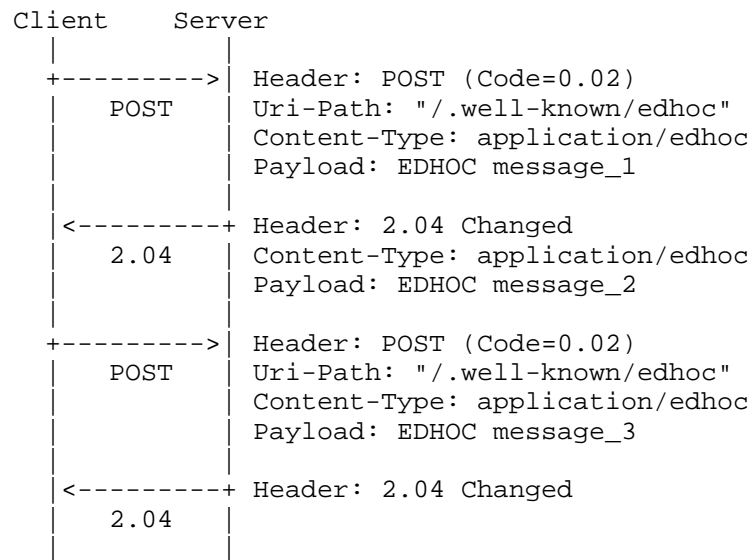 Client Server
Header: POST (Code=0.02)
POST Uri-Path: "/.well-known/edhoc"
Content-Type: application/edhoc
Payload: EDHOC message_1
Header: 2.04 Changed
2.04 Content-Type: application/edhoc
Payload: EDHOC message_2
Header: POST (Code=0.02)
POST Uri-Path: "/.well-known/edhoc"
Content-Type: application/edhoc
Payload: EDHOC message_3
Header: 2.04 Changed
2.04